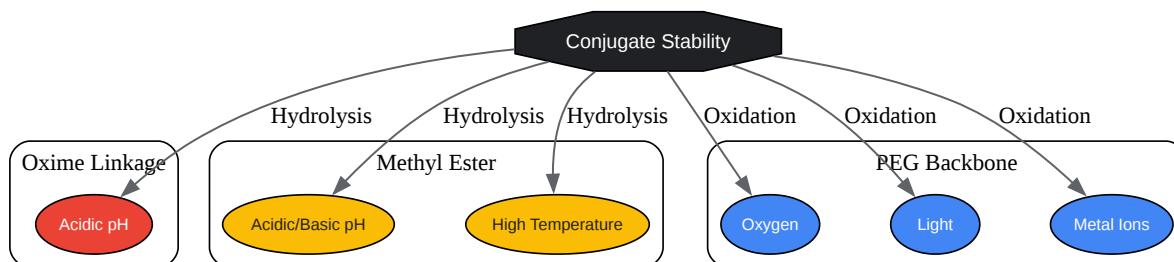 Conjugate Stability
Hydrolysis
Hydrolysis
Hydrolysis
Oxidation
Oxidation
Oxidation
Oxime Linkage
Methyl Ester
PEG Backbone
Acidic pH
Acidic/Basic pH
High Temperature
Oxygen
Light
Metal Ions